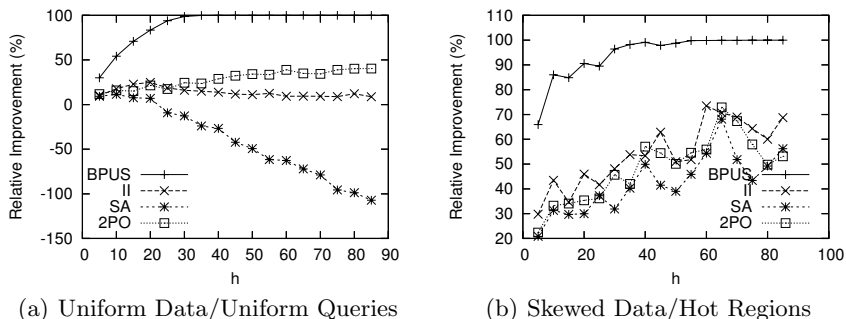 Relative Improvement (%)
100
50
0
-50
-100
-150
BPUS
II
SA
2PO
0 10 20 30 40 50 60 70 80 90
h
(a) Uniform Data/Uniform Queries
Relative Improvement (%)
100
90
80
70
60
50
40
30
20
BPUS
II
SA
2PO
0 20 40 60 80 100
h
(b) Skewed Data/Hot Regions